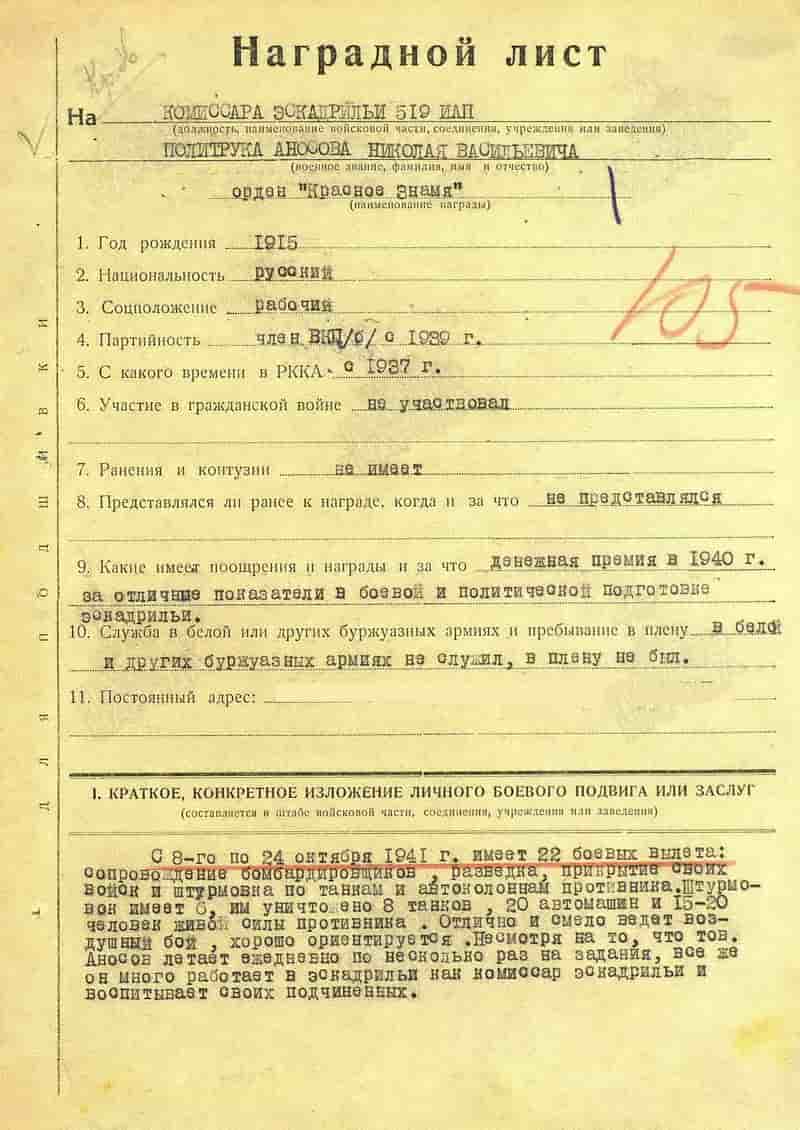 Наградной лист
На КОМИССАРА ЭСКАДРИЛЬИ 519 ИАП
(должность, наименование войсковой части, соединения, учреждения или заведения)
ПОЛИТРУКА АНОСОВА НИКОЛАЯ ВАСИЛЬЕВИЧА
(военное звание, фамилия, имя и отчество)
орден "Красное Знамя"
(наименование награды)
105
1. Год рождения 1915
2. Национальность русский
3. Соцположение рабочий
4. Партийность член ВКП/б/ с 1939 г.
5. С какого времени в РККА с 1937 г.
6. Участие в гражданской войне не участвовал
7. Ранения и контузии не имеет
8. Представлялся ли ранее к награде, когда и за что не представлялся
9. Какие имеет поощрения и награды и за что денежная премия в 1940 г.
за отличные показатели в боевой и политической подготовке
эскадрильи.
10. Служба в белой или других буржуазных армиях и пребывание в плену в белой
и других буржуазных армиях не служил, в плену не был.
11. Постоянный адрес:
I. КРАТКОЕ, КОНКРЕТНОЕ ИЗЛОЖЕНИЕ ЛИЧНОГО БОЕВОГО ПОДВИГА ИЛИ ЗАСЛУГ
(составляется в штабе войсковой части, соединения, учреждения или заведения)
С 8-го по 24 октября 1941 г. имеет 22 боевых вылета:
сопровождение бомбардировщиков , разведка, прикрытие своих
войск и штурмовка по танкам и автоколоннам противника.Штурмо-
вок имеет 6, им уничтожено 8 танков , 20 автомашин и 15-20
человек живой силы противника . Отлично и смело ведет воз-
душный бой , хорошо ориентируется .Несмотря на то, что тов.
Аносов летает ежедневно по несколько раз на задания, все же
он много работает в эскадрильи как комиссар эскадрильи и
воспитывает своих подчиненных.
для подшивки